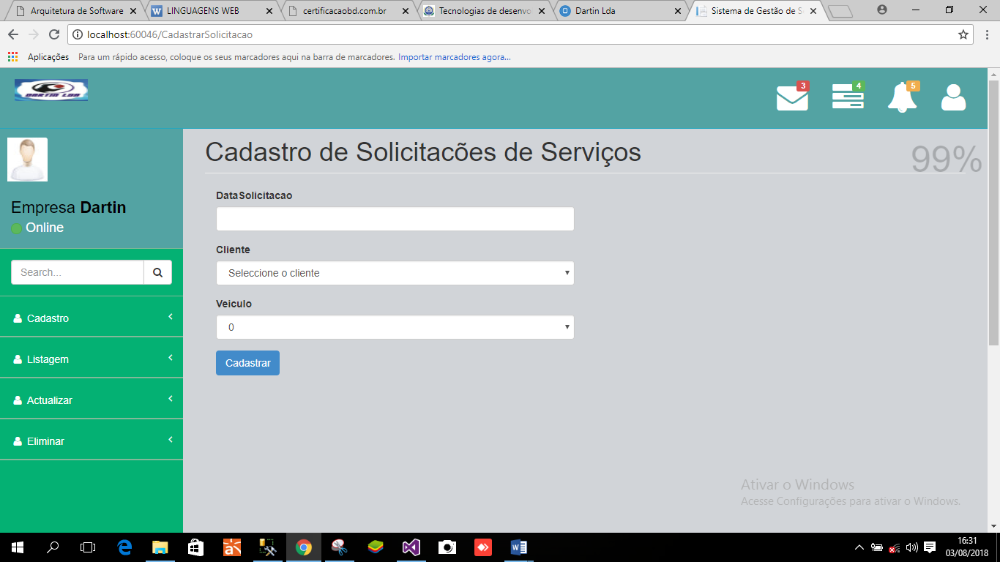 Arquitetura de Software
LINGUAGENS WEB
certificacaobd.com.br
Tecnologias de desenvo
Dartin Lda
Sistema de Gestão de S
localhost:60046/CadastrarSolicitacao
Aplicações Para um rápido acesso, coloque os seus marcadores aqui na barra de marcadores. Importar marcadores agora...
DARTIN LDA
3
4
5
Empresa Dartin
Online
Search...
Cadastro
Listagem
Actualizar
Eliminar
Cadastro de Solicitacões de Serviços
99%
DataSolicitacao
Cliente
Seleccione o cliente
Veiculo
0
Cadastrar
Ativar o Windows
Acesse Configurações para ativar o Windows.
16:31
03/08/2018